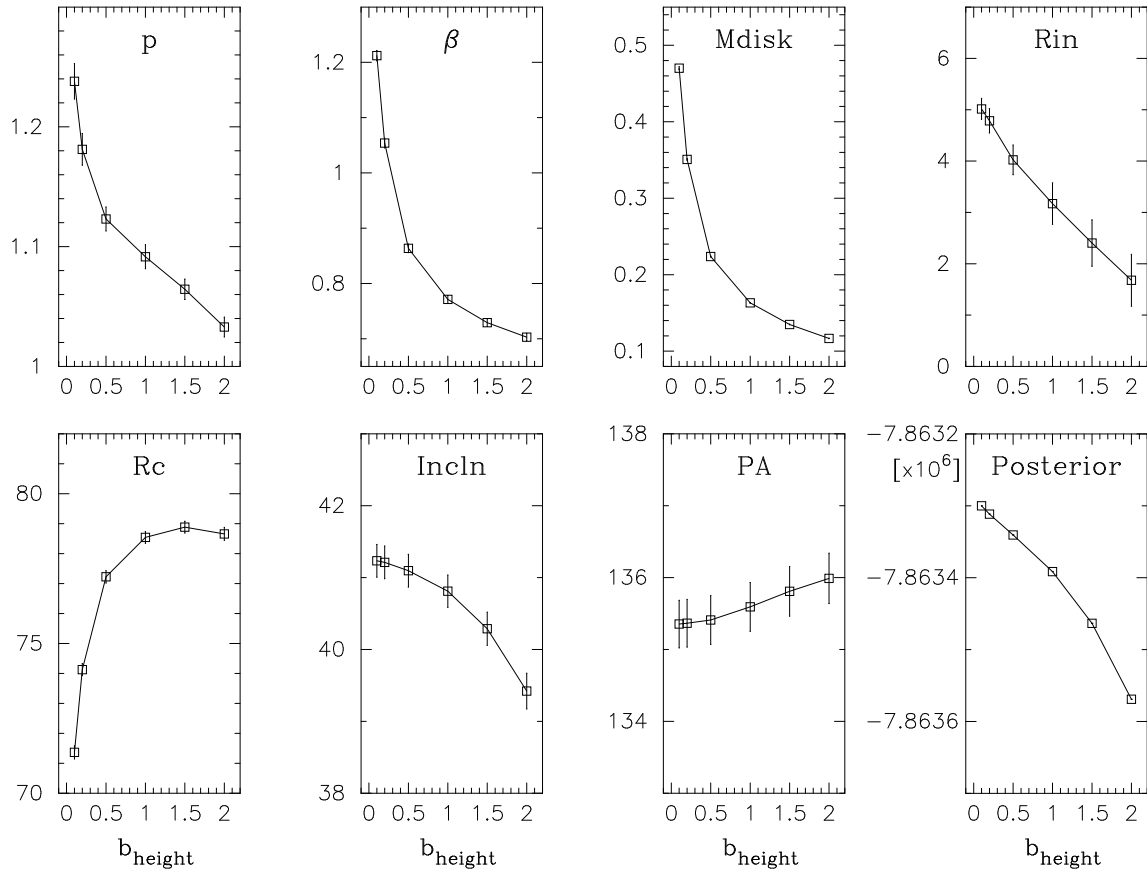 p
1.2
1.1
1
0 0.5 1 1.5 2
β
1.2
1
0.8
0 0.5 1 1.5 2
Mdisk
0.5
0.4
0.3
0.2
0.1
0 0.5 1 1.5 2
Rin
6
4
2
0
0 0.5 1 1.5 2
Rc
80
75
70
0 0.5 1 1.5 2
b_height
Incln
42
40
38
0 0.5 1 1.5 2
b_height
PA
138
136
134
0 0.5 1 1.5 2
b_height
−7.8632
[×10⁶] Posterior
−7.8634
−7.8636
0 0.5 1 1.5 2
b_height